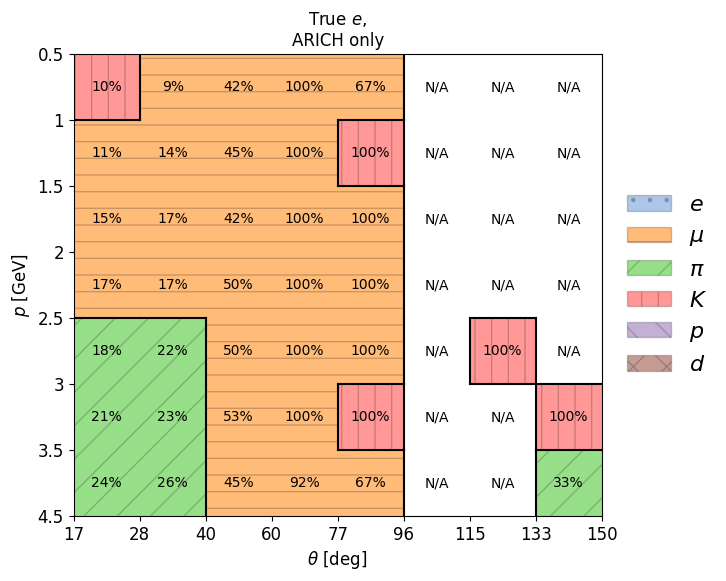 True e,
ARICH only
0.5
10% 9% 42% 100% 67% N/A N/A N/A
1
11% 14% 45% 100% 100% N/A N/A N/A
1.5
15% 17% 42% 100% 100% N/A N/A N/A
2
17% 17% 50% 100% 100% N/A N/A N/A
2.5
18% 22% 50% 100% 100% N/A 100% N/A
3
21% 23% 53% 100% 100% N/A N/A 100%
3.5
24% 26% 45% 92% 67% N/A N/A 33%
4.5
17 28 40 60 77 96 115 133 150
θ [deg]
p [GeV]
e
μ
π
K
p
d